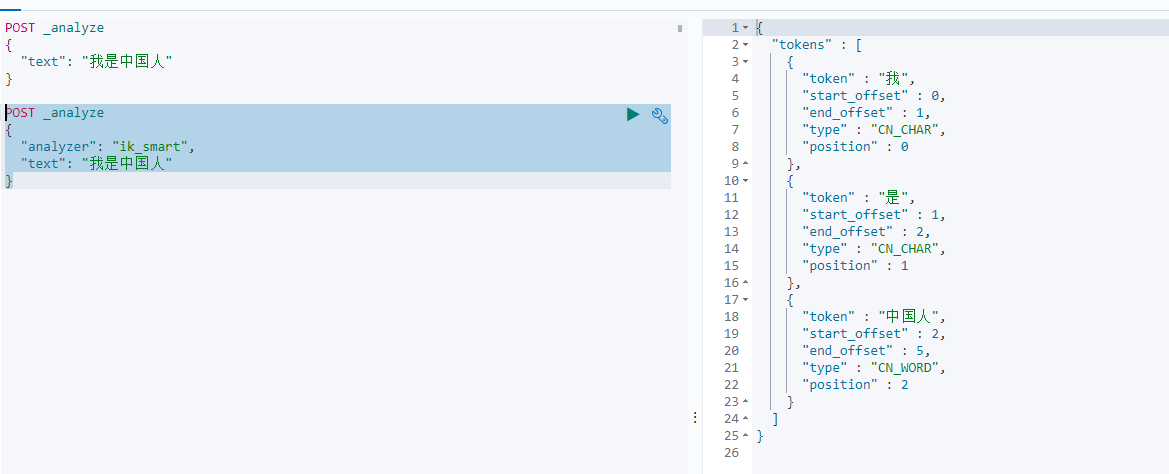 POST _analyze
{
  "text": "我是中国人"
}
POST _analyze
{
  "analyzer": "ik_smart",
  "text": "我是中国人"
}
1 {
2   "tokens" : [
3     {
4       "token" : "我",
5       "start_offset" : 0,
6       "end_offset" : 1,
7       "type" : "CN_CHAR",
8       "position" : 0
9     },
10     {
11       "token" : "是",
12       "start_offset" : 1,
13       "end_offset" : 2,
14       "type" : "CN_CHAR",
15       "position" : 1
16     },
17     {
18       "token" : "中国人",
19       "start_offset" : 2,
20       "end_offset" : 5,
21       "type" : "CN_WORD",
22       "position" : 2
23     }
24   ]
25 }
26